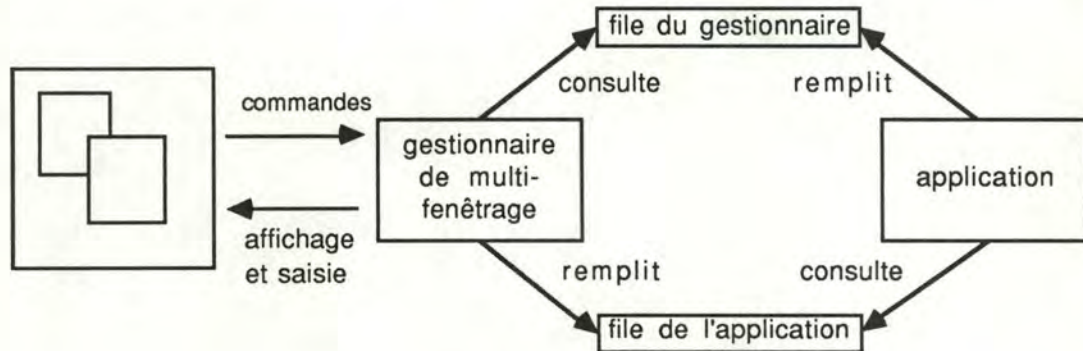 file du gestionnaire
consulte
remplit
commandes
gestionnaire
de multi-
fenêtrage
application
affichage
et saisie
remplit
consulte
file de l'application